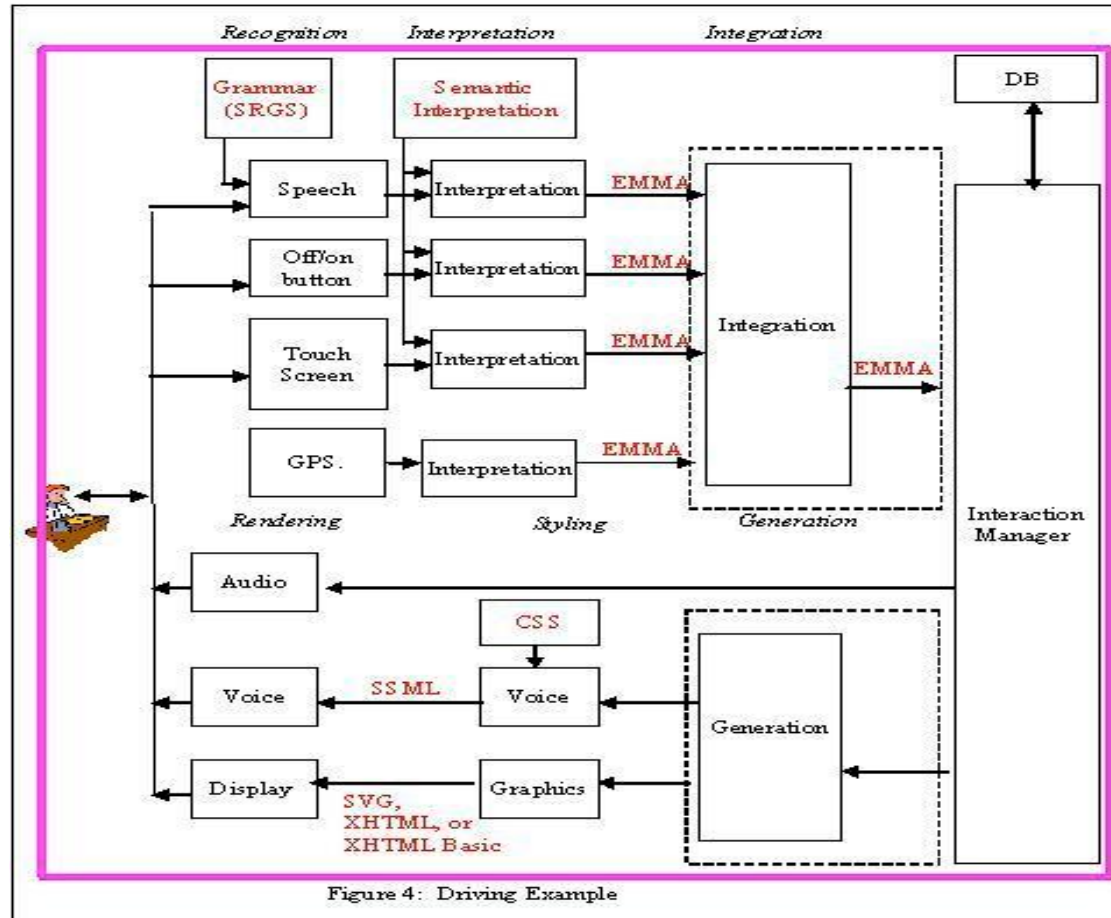 Recognition Interpretation Integration
Grammar
(SRGS)
Semantic
Interpretation
DB
Speech
Interpretation
EMMA
Off/on
button
Interpretation
EMMA
Integration
Touch
Screen
Interpretation
EMMA
EMMA
GPS.
Interpretation
EMMA
Rendering Styling Generation
Interaction
Manager
Audio
CSS
Voice
SSML
Voice
Generation
Display
Graphics
SVG,
XHTML, or
XHTML Basic
Figure 4: Driving Example